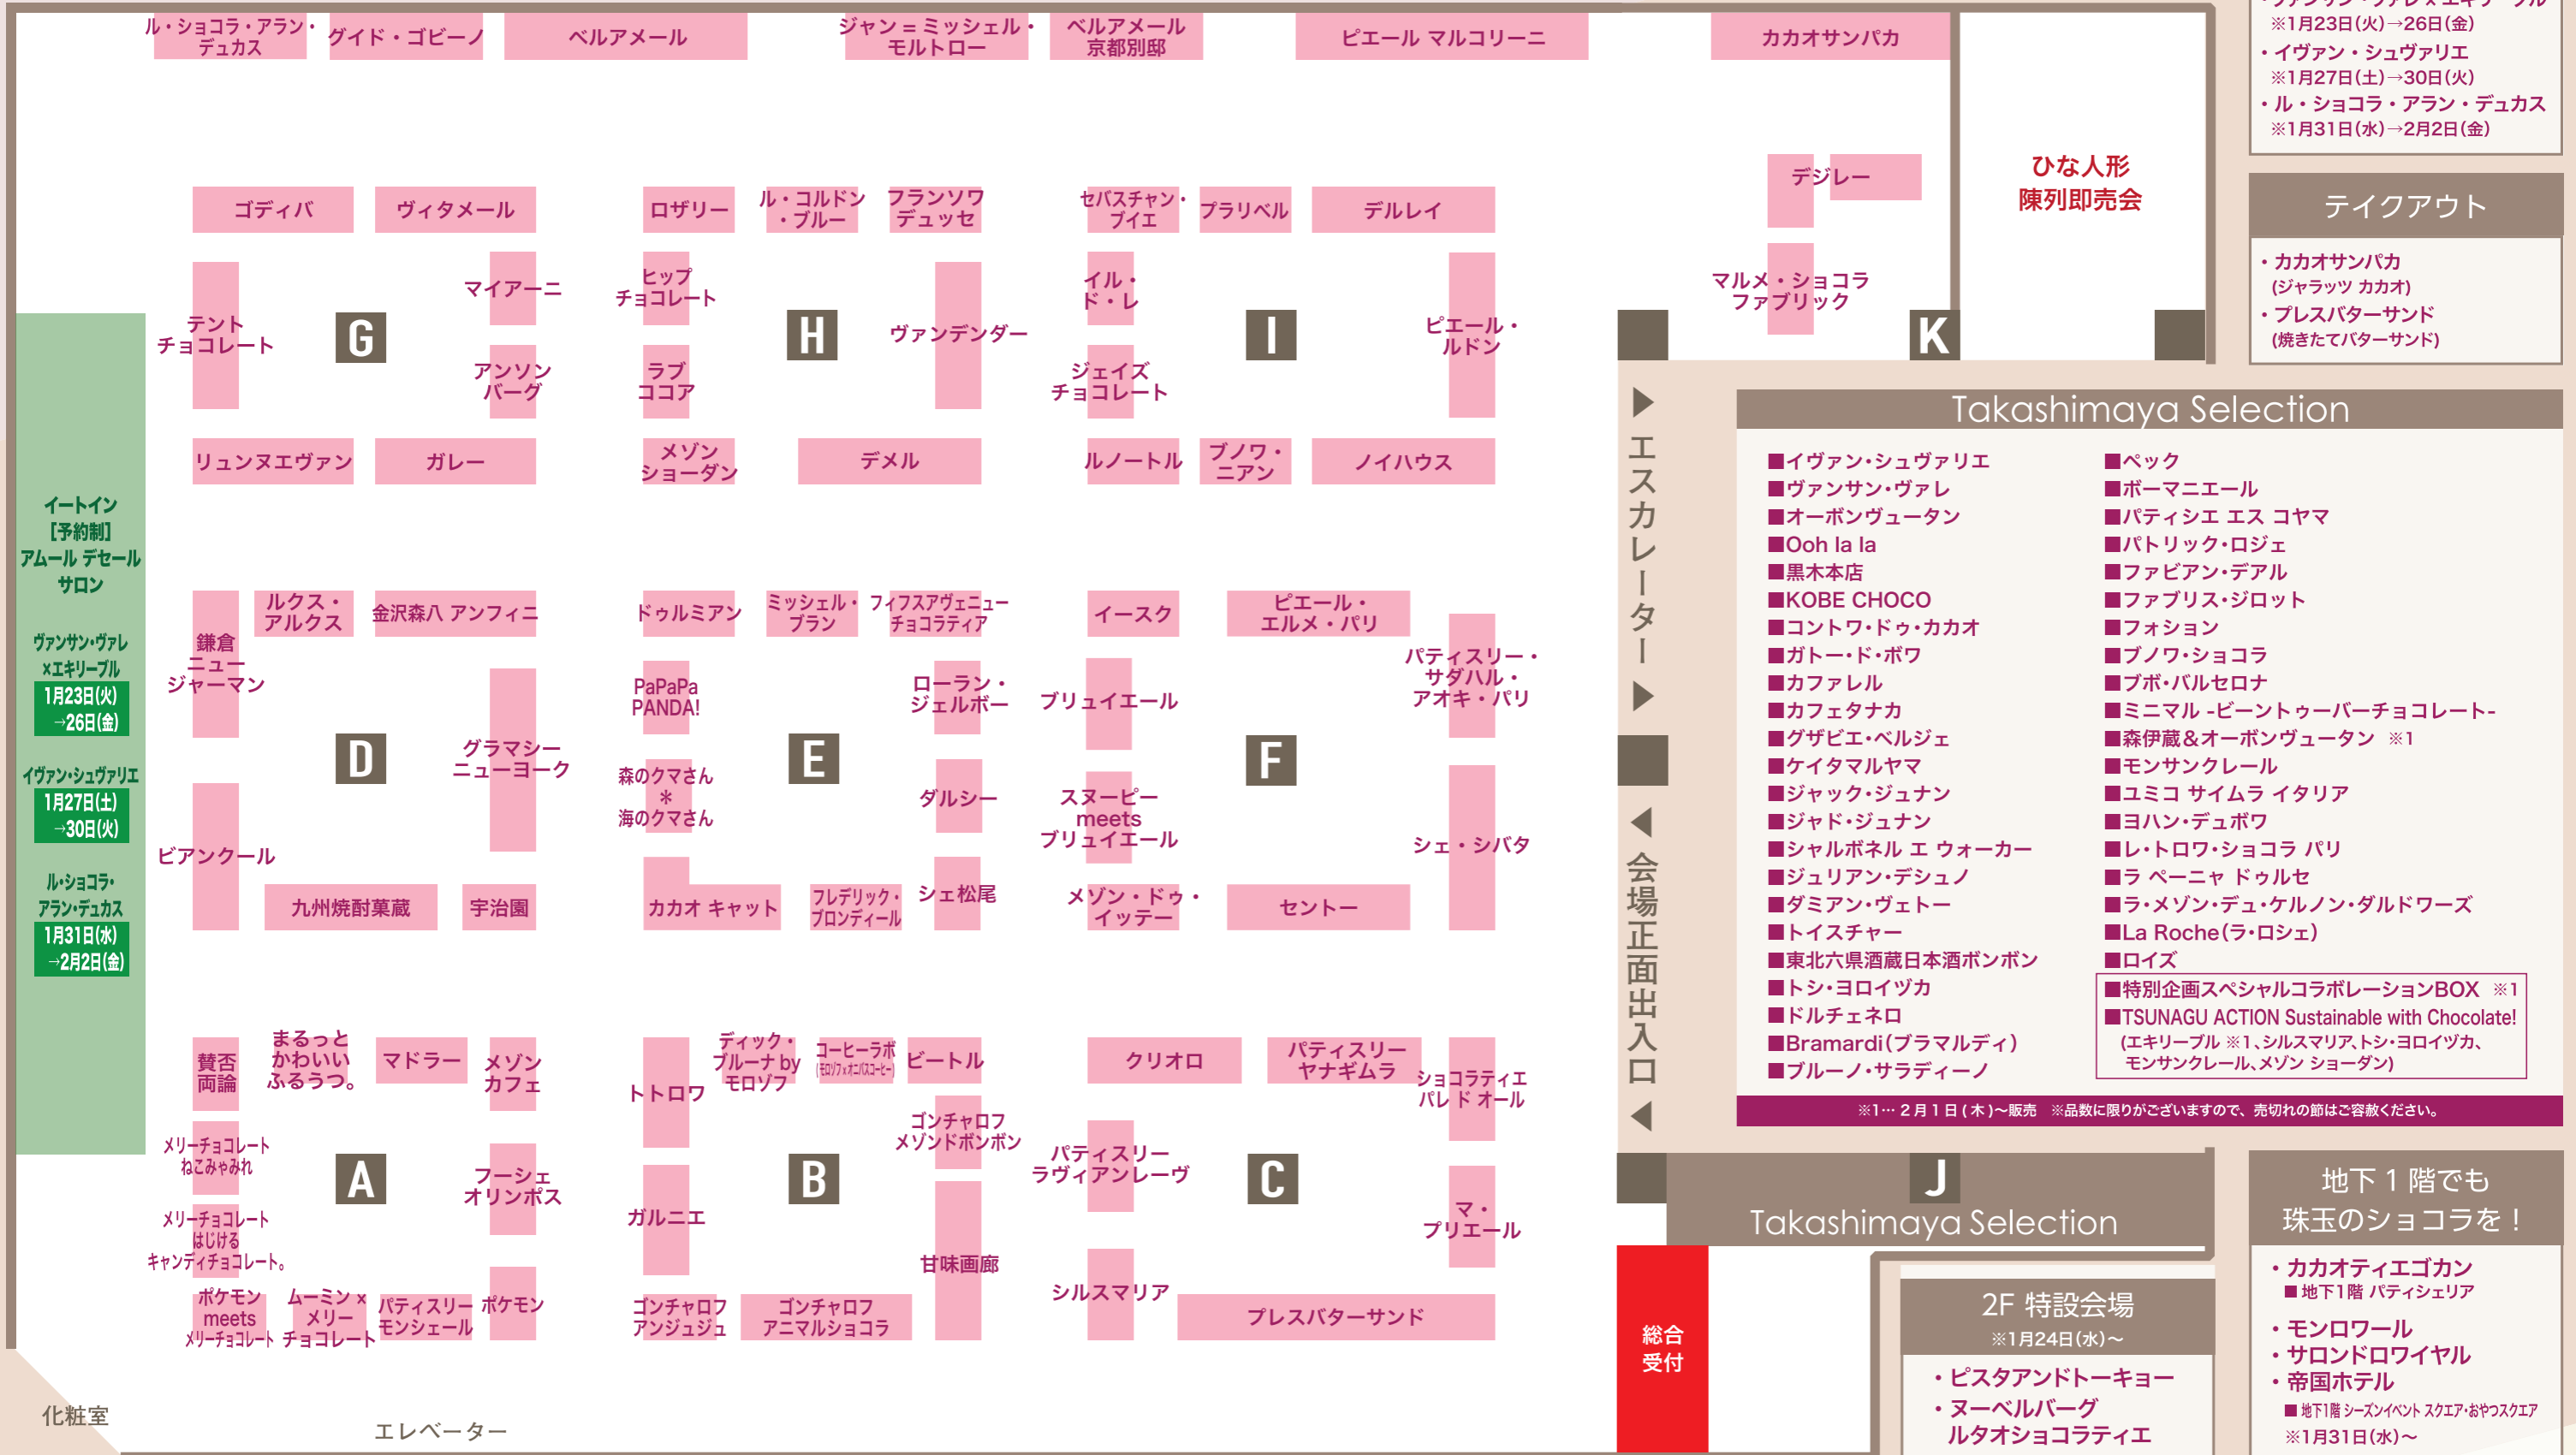 ル・ショコラ・アラン・
デュカス
グイド・ゴビーノ
ベルアメール
ジャン=ミッシェル・
モルトロー
ベルアメール
京都別邸
ピエール マルコリーニ
カカオサンパカ
※1月23日(火)→26日(金)
・イヴァン・シュヴァリエ
※1月27日(土)→30日(火)
・ル・ショコラ・アラン・デュカス
※1月31日(水)→2月2日(金)
ゴディバ
ヴィタメール
テント
チョコレート
G
マイアーニ
アンソン
バーグ
リュンヌエヴァン
ガレー
ロザリー
ル・コルドン
・ブルー
フランソワ
デュッセ
ヒップ
チョコレート
ラブ
ココア
H
ヴァンデンダー
メゾン
ショーダン
デメル
セバスチャン・
ブイエ
プラリベル
デルレイ
イル・
ド・レ
ジェイズ
チョコレート
I
ピエール・
ルドン
ルノートル
ブノワ・
ニアン
ノイハウス
デジレー
マルメ・ショコラ
ファブリック
K
ひな人形
陳列即売会
テイクアウト
・カカオサンパカ
(ジャラッツ カカオ)
・プレスバターサンド
(焼きたてバターサンド)
イートイン
[予約制]
アムール デセール
サロン
ヴァンサン・ヴァレ
×エキリーブル
1月23日(火)
→26日(金)
イヴァン・シュヴァリエ
1月27日(土)
→30日(火)
ル・ショコラ・
アラン・デュカス
1月31日(水)
→2月2日(金)
鎌倉
ニュー
ジャーマン
ルクス・
アルクス
金沢森八 アンフィニ
D
グラマシー
ニューヨーク
ビアンクール
九州焼酎菓蔵
宇治園
ドゥルミアン
ミッシェル・
ブラン
フィフスアヴェニュー
チョコラティア
PaPaPa
PANDA!
ローラン・
ジェルボー
森のクマさん
＊
海のクマさん
E
ダルシー
カカオ キャット
フレデリック・
ブロンディール
シェ松尾
イースク
ピエール・
エルメ・パリ
ブリュイエール
パティスリー・
サダハル・
アオキ・パリ
スヌーピー
meets
ブリュイエール
F
シェ・シバタ
メゾン・ドゥ・
イッテー
セントー
賛否
両論
まるっと
かわいい
ふるうつ。
マドラー
メゾン
カフェ
メリーチョコレート
ねこみゃみれ
A
フーシェ
オリンポス
メリーチョコレート
はじける
キャンディチョコレート。
ポケモン
meets
メリーチョコレート
ムーミン×
メリー
チョコレート
パティスリー
モンシェール
ポケモン
トトロワ
ディック・
ブルーナ by
モロゾフ
コーヒーラボ
(モロゾフ×オニバスコーヒー)
ビートル
ゴンチャロフ
メゾンドボンボン
ガルニエ
B
甘味画廊
ゴンチャロフ
アンジュジュ
ゴンチャロフ
アニマルショコラ
クリオロ
パティスリー
ヤナギムラ
ショコラティエ
パレ ド オール
パティスリー
ラヴィアンレーヴ
C
マ・
プリエール
シルスマリア
プレスバターサンド
▶エスカレーター▶
◀会場正面出入口◀
Takashimaya Selection
■イヴァン・シュヴァリエ
■ヴァンサン・ヴァレ
■オーボンヴュータン
■Ooh la la
■黒木本店
■KOBE CHOCO
■コントワ・ドゥ・カカオ
■ガトー・ド・ボワ
■カファレル
■カフェタナカ
■グザビエ・ベルジェ
■ケイタマルヤマ
■ジャック・ジュナン
■ジャド・ジュナン
■シャルボネル エ ウォーカー
■ジュリアン・デシュノ
■ダミアン・ヴェトー
■トイスチャー
■東北六県酒蔵日本酒ボンボン
■トシ・ヨロイヅカ
■ドルチェネロ
■Bramardi(ブラマルディ)
■ブルーノ・サラディーノ
■ペック
■ボーマニエール
■パティシエ エス コヤマ
■パトリック・ロジェ
■ファビアン・デアル
■ファブリス・ジロット
■フォション
■ブノワ・ショコラ
■ブボ・バルセロナ
■ミニマル -ビーントゥーバーチョコレート-
■森伊蔵＆オーボンヴュータン ※1
■モンサンクレール
■ユミコ サイムラ イタリア
■ヨハン・デュボワ
■レ・トロワ・ショコラ パリ
■ラ ペーニャ ドゥルセ
■ラ・メゾン・デュ・ケルノン・ダルドワーズ
■La Roche(ラ・ロシェ)
■ロイズ
■特別企画スペシャルコラボレーションBOX ※1
■TSUNAGU ACTION Sustainable with Chocolate!
(エキリーブル ※1、シルスマリア、トシ・ヨロイヅカ、
モンサンクレール、メゾン ショーダン)
※1… 2月1日(木)〜販売　※品数に限りがございますので、売切れの節はご容赦ください。
J
Takashimaya Selection
総合
受付
2F 特設会場
※1月24日(水)〜
・ピスタアンドトーキョー
・ヌーベルバーグ
ルタオショコラティエ
地下1階でも
珠玉のショコラを！
・カカオティエゴカン
■地下1階 パティシェリア
・モンロワール
・サロンドロワイヤル
・帝国ホテル
■地下1階 シーズンイベント スクエア・おやつスクエア
※1月31日(水)〜
化粧室
エレベーター